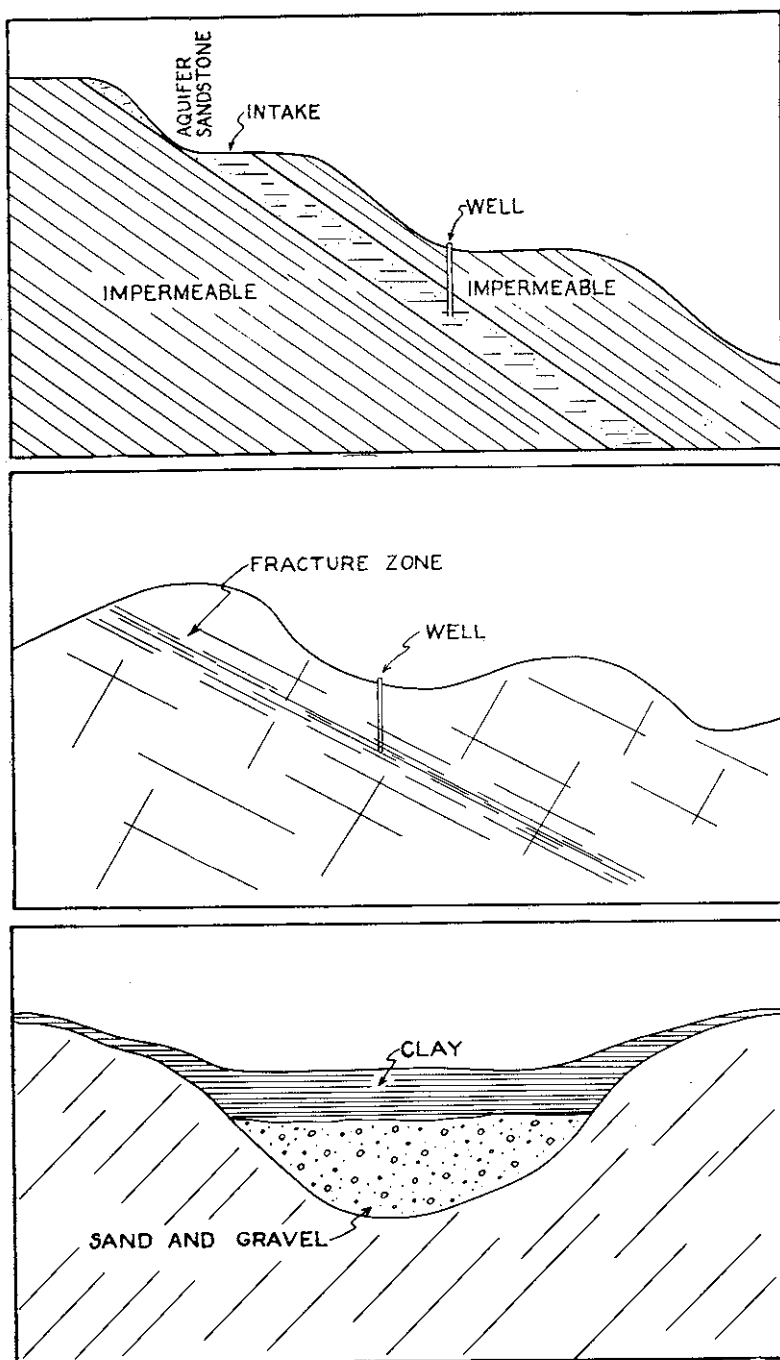 AQUIFER
SANDSTONE
INTAKE
WELL
IMPERMEABLE
IMPERMEABLE
FRACTURE ZONE
WELL
CLAY
SAND AND GRAVEL